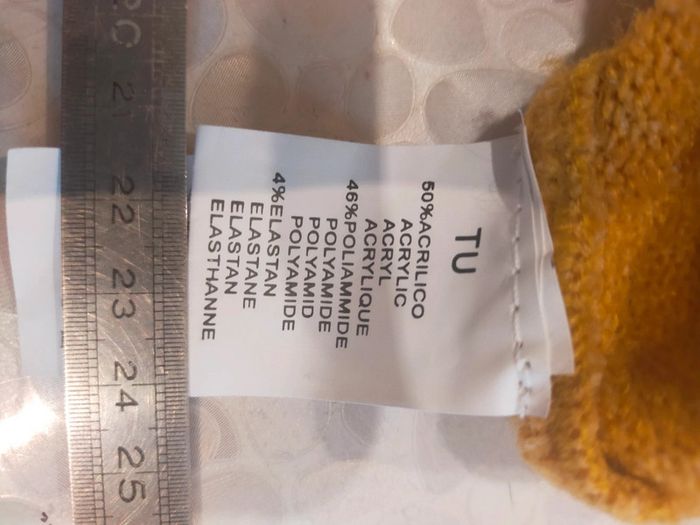 TU
50%ACRILICO
ACRYLIC
ACRYL
ACRYLIQUE
46%POLIAMMIDE
POLYAMIDE
POLYAMID
POLYAMIDE
4%ELASTAN
ELASTANE
ELASTAN
ELASTHANNE
20
21
22
23
24
25